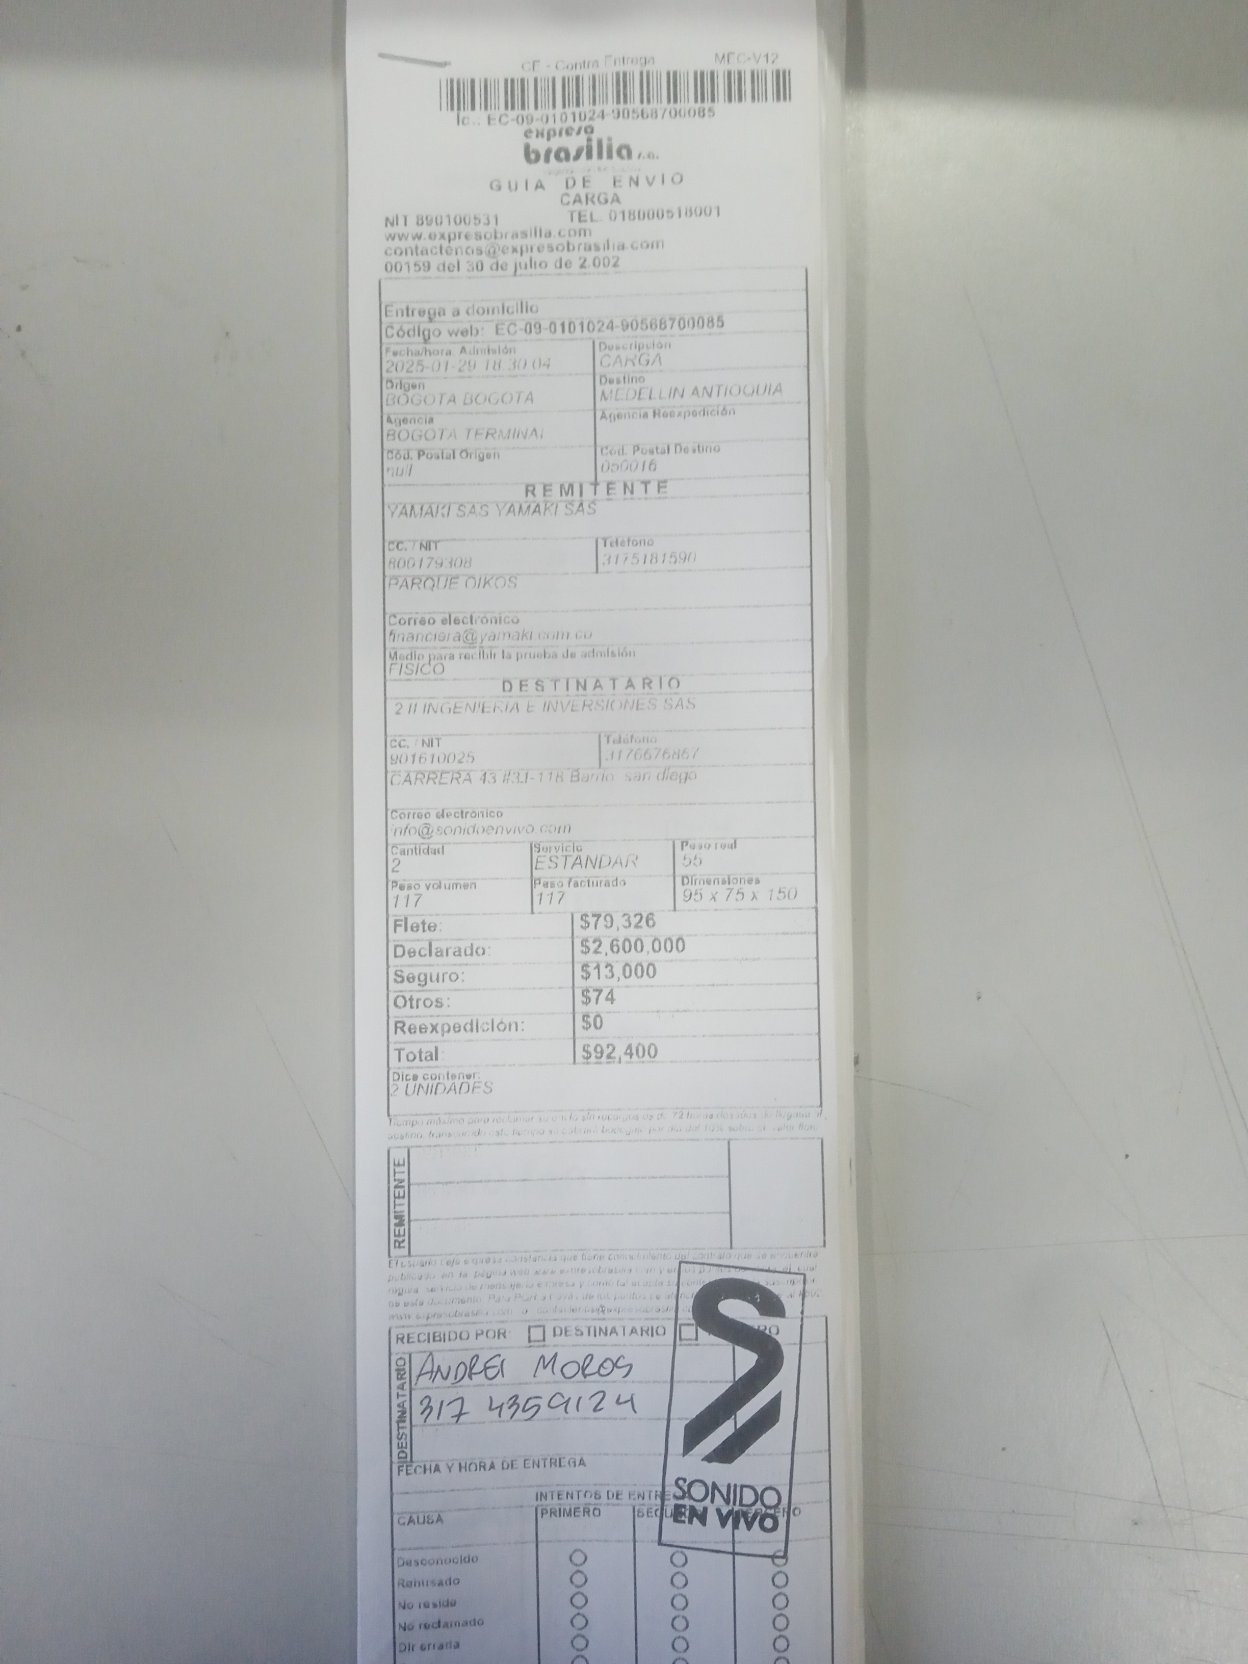 CE - Contra Entrega MEC-V12
EC-09-0101024-90568700085
expreso
brasilia s.a.
GUIA DE ENVIO
CARGA
NIT 890100531 TEL. 018000518001
www.expresobrasilia.com
contactenos@expresobrasilia.com
00159 del 30 de julio de 2.002
Entrega a domicilio
Código web: EC-09-0101024-90568700085
Fecha/hora Admisión Descripción
2025-01-29 18:30:04 CARGA
Origen Destino
BOGOTA BOGOTA MEDELLIN ANTIOQUIA
Agencia Agencia Reexpedición
BOGOTA TERMINAL
Cód. Postal Origen Cód. Postal Destino
null 050016
REMITENTE
YAMAKI SAS YAMAKI SAS
CC. / NIT Teléfono
800179308 3175181590
PARQUE OIKOS
Correo electrónico
financiera@yamaki.com.co
Medio para recibir la prueba de admisión
FISICO
DESTINATARIO
INGENIERIA E INVERSIONES SAS
CC. / NIT Teléfono
901610025 3176676867
CARRERA 43 Barrio san diego
Correo electrónico
info@sonidoenvivo.com
Cantidad Servicio Peso real
2 ESTANDAR 55
Peso volumen Peso facturado Dimensiones
117 117 95 x 75 x 150
Flete: $79,326
Declarado: $2,600,000
Seguro: $13,000
Otros: $74
Reexpedición: $0
Total: $92,400
Dice contener:
2 UNIDADES
REMITENTE
RECIBIDO POR: DESTINATARIO
DESTINATARIO
ANDREI MOROS
317 4359124
FECHA Y HORA DE ENTREGA
INTENTOS DE
CAUSA PRIMERO
SONIDO
EN VIVO
Desconocido
Rehusado
No reside
No reclamado
Dir errada